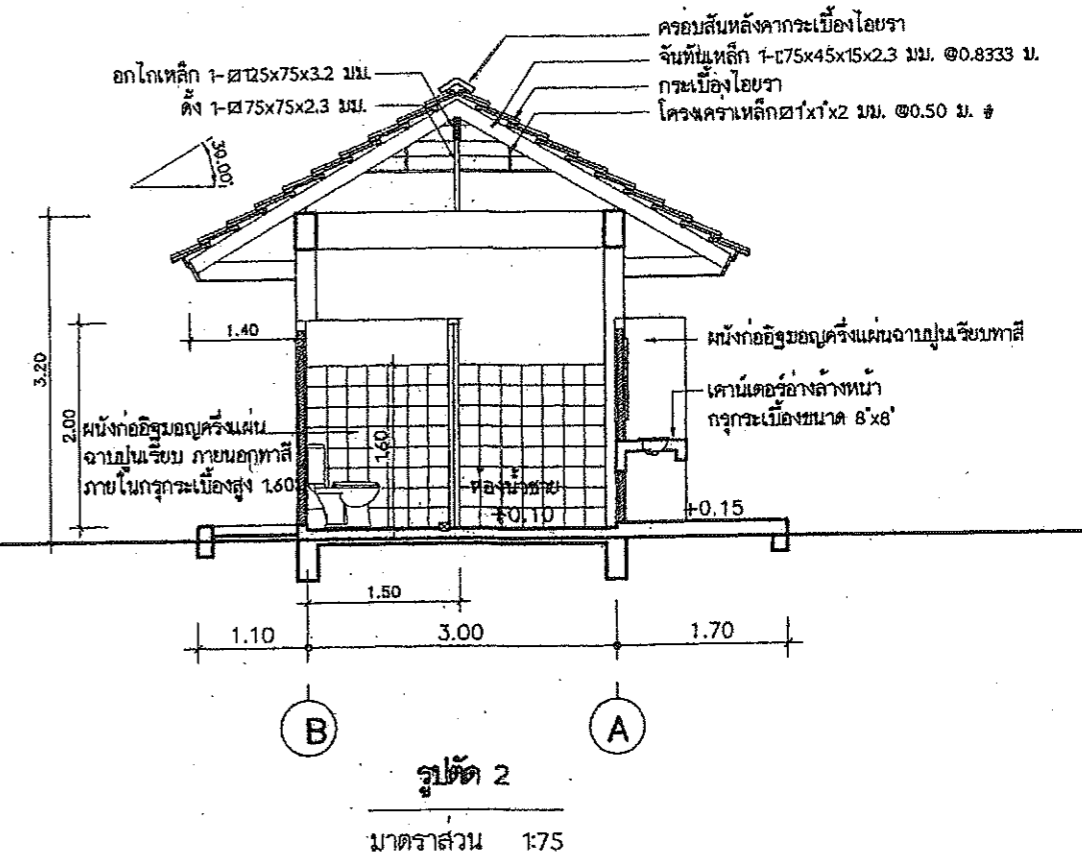 ครอบสันหลังคากระเบื้องไอยรา
จันทันเหล็ก 1-[75x45x15x2.3 มม. @0.8333 ม.
กระเบื้องไอยรา
โครงเคร่าเหล็ก⌀1"x1"x2 มม. @0.50 ม. #
อกไก่เหล็ก 1-⌀125x75x3.2 มม.
ดั้ง 1-⌀75x75x2.3 มม.
30.00°
3.20
2.00
1.40
1.60
ผนังก่ออิฐมอญครึ่งแผ่น
ฉาบปูนเรียบ ภายนอกทาสี
ภายในกรุกระเบื้องสูง 1.60
ห้องน้ำชาย
+0.10
ผนังก่ออิฐมอญครึ่งแผ่นฉาบปูนเรียบทาสี
เคาน์เตอร์อ่างล้างหน้า
กรุกระเบื้องขนาด 8"x8"
+0.15
1.50
1.10
3.00
1.70
B
A
รูปตัด 2
มาตราส่วน 1:75